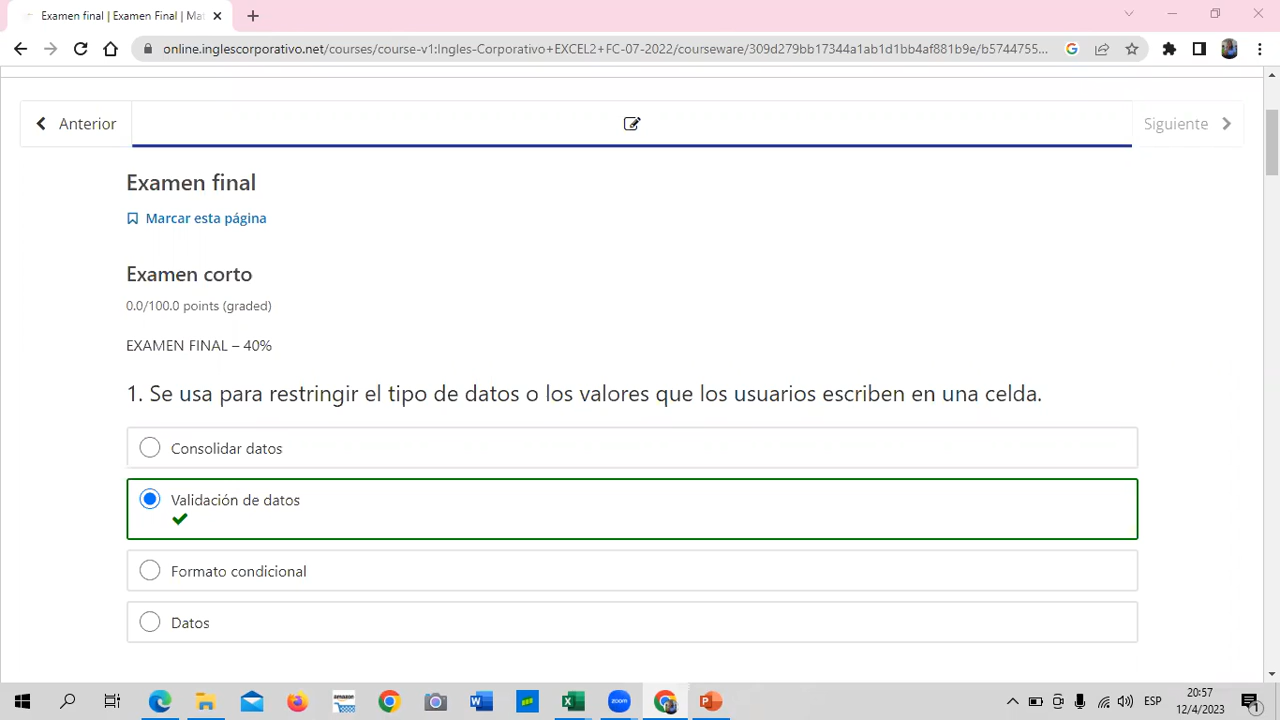 Examen final | Examen Final | Ma
online.inglescorporativo.net/courses/course-v1:Ingles-Corporativo+EXCEL2+FC-07-2022/courseware/309d279bb17344a1ab1d1bb4af881b9e/b5744755...
Anterior
Siguiente
Examen final
Marcar esta página
Examen corto
0.0/100.0 points (graded)
EXAMEN FINAL – 40%
1. Se usa para restringir el tipo de datos o los valores que los usuarios escriben en una celda.
Consolidar datos
Validación de datos
Formato condicional
Datos
amazon
zoom
ESP
20:57
12/4/2023
1